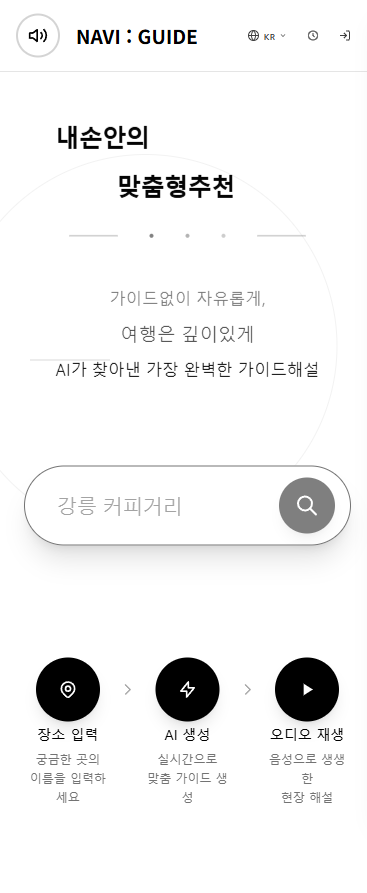 NAVI : GUIDE
KR
내손안의
맞춤형추천
가이드없이 자유롭게,
여행은 깊이있게
AI가 찾아낸 가장 완벽한 가이드해설
강릉 커피거리
장소 입력
궁금한 곳의
이름을 입력하
세요
AI 생성
실시간으로
맞춤 가이드 생
성
오디오 재생
음성으로 생생
한
현장 해설